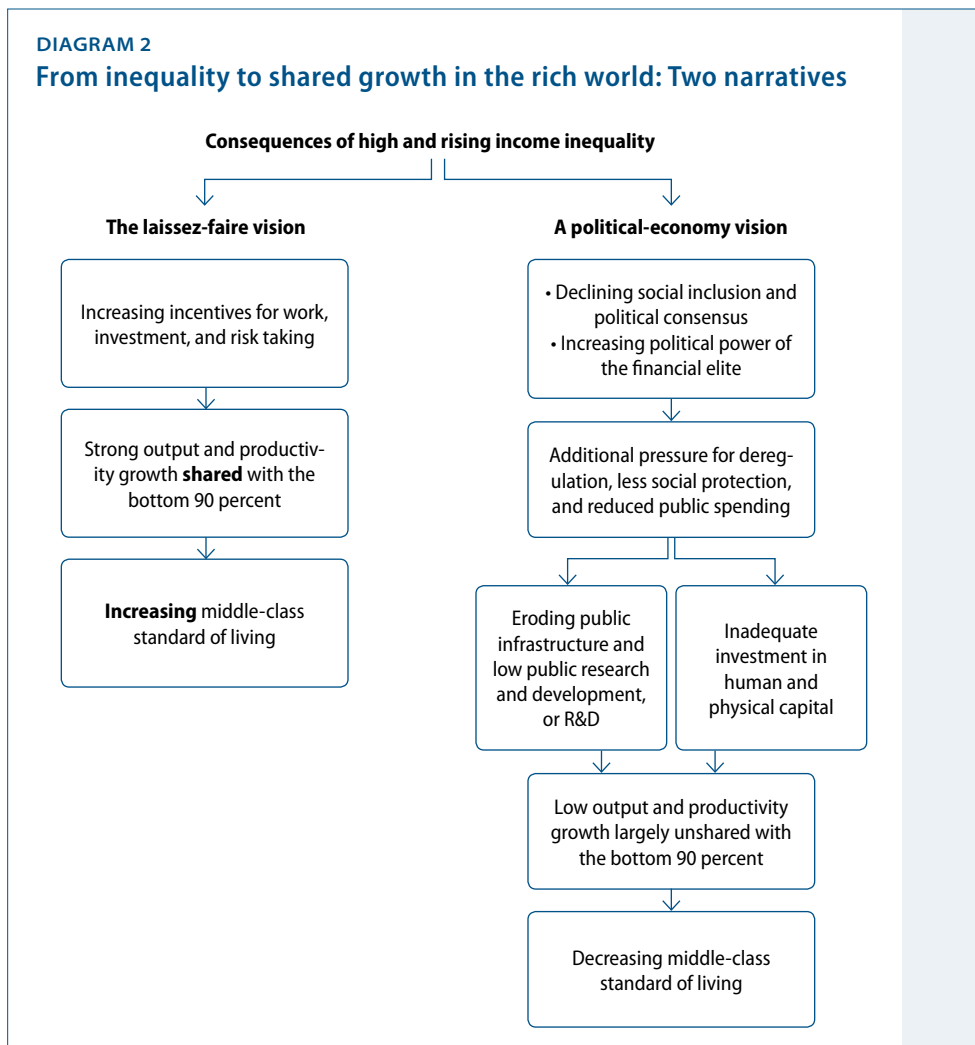 DIAGRAM 2
From inequality to shared growth in the rich world: Two narratives
Consequences of high and rising income inequality
The laissez-faire vision
Increasing incentives for work,
investment, and risk taking
Strong output and productiv-
ity growth shared with the
bottom 90 percent
Increasing middle-class
standard of living
A political-economy vision
• Declining social inclusion and
political consensus
• Increasing political power of
the financial elite
Additional pressure for dereg-
ulation, less social protection,
and reduced public spending
Eroding public
infrastructure and
low public research
and development,
or R&D
Inadequate
investment in
human and
physical capital
Low output and productivity
growth largely unshared with
the bottom 90 percent
Decreasing middle-class
standard of living